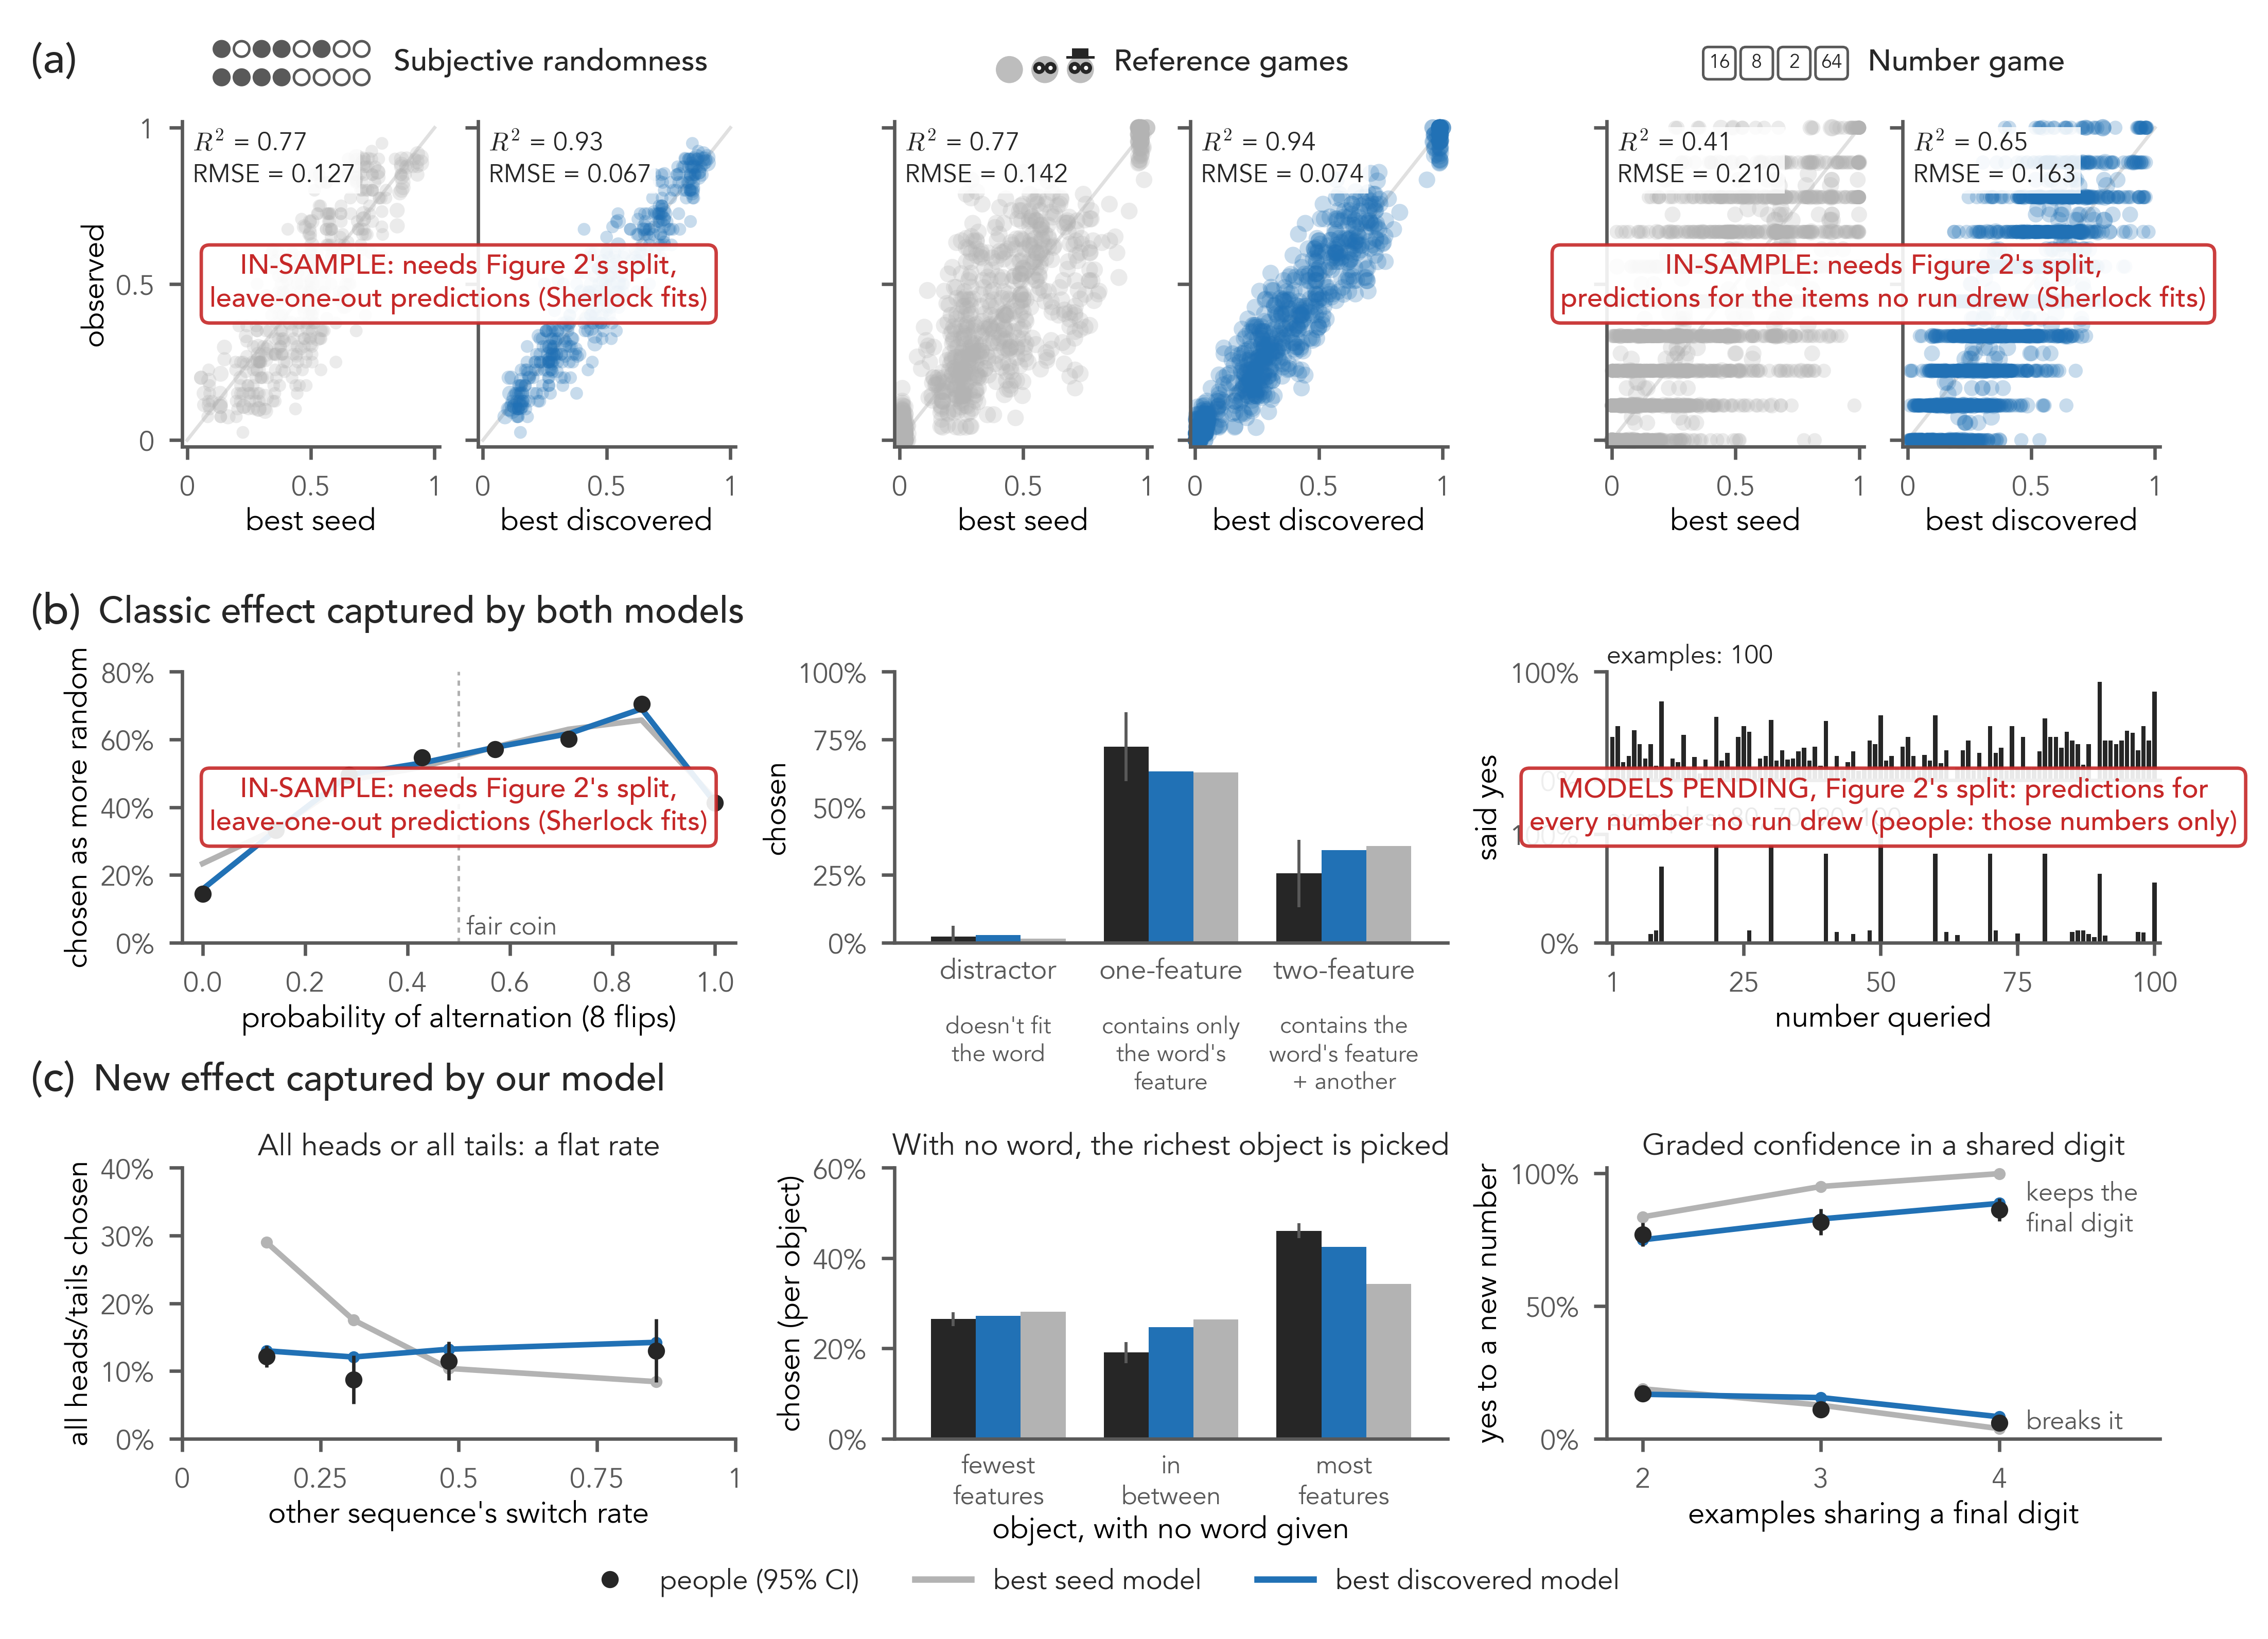 (a)
Subjective randomness
Reference games
16 8 2 64
Number game
R² = 0.77
RMSE = 0.127
R² = 0.93
RMSE = 0.067
R² = 0.77
RMSE = 0.142
R² = 0.94
RMSE = 0.074
R² = 0.41
RMSE = 0.210
R² = 0.65
RMSE = 0.163
observed
1
0.5
0
IN-SAMPLE: needs Figure 2's split,
leave-one-out predictions (Sherlock fits)
IN-SAMPLE: needs Figure 2's split,
predictions for the items no run drew (Sherlock fits)
0 0.5 1
0 0.5 1
0 0.5 1
0 0.5 1
0 0.5 1
0 0.5 1
best seed
best discovered
best seed
best discovered
best seed
best discovered
(b) Classic effect captured by both models
chosen as more random
80%
60%
40%
20%
0%
IN-SAMPLE: needs Figure 2's split,
leave-one-out predictions (Sherlock fits)
fair coin
0.0 0.2 0.4 0.6 0.8 1.0
probability of alternation (8 flips)
chosen
100%
75%
50%
25%
0%
distractor
one-feature
two-feature
doesn't fit
the word
contains only
the word's
feature
contains the
word's feature
+ another
examples: 100
said yes
100%
MODELS PENDING, Figure 2's split: predictions for
every number no run drew (people: those numbers only)
100%
0%
1 25 50 75 100
number queried
(c) New effect captured by our model
All heads or all tails: a flat rate
all heads/tails chosen
40%
30%
20%
10%
0%
0 0.25 0.5 0.75 1
other sequence's switch rate
With no word, the richest object is picked
chosen (per object)
60%
40%
20%
0%
fewest
features
in
between
most
features
object, with no word given
Graded confidence in a shared digit
yes to a new number
100%
50%
0%
keeps the
final digit
breaks it
2 3 4
examples sharing a final digit
people (95% CI)
best seed model
best discovered model